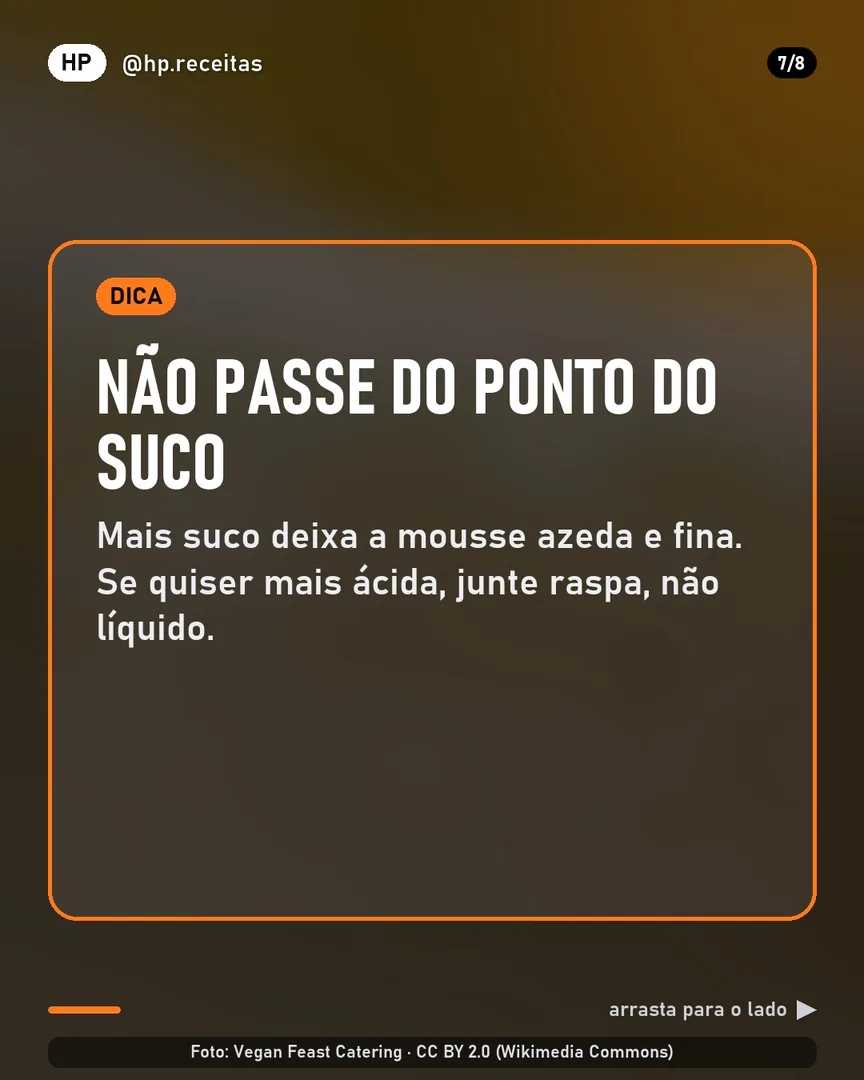 HP @hp.receitas 7/8
DICA
NÃO PASSE DO PONTO DO
SUCO
Mais suco deixa a mousse azeda e fina.
Se quiser mais ácida, junte raspa, não
líquido.
arrasta para o lado ▶
Foto: Vegan Feast Catering · CC BY 2.0 (Wikimedia Commons)